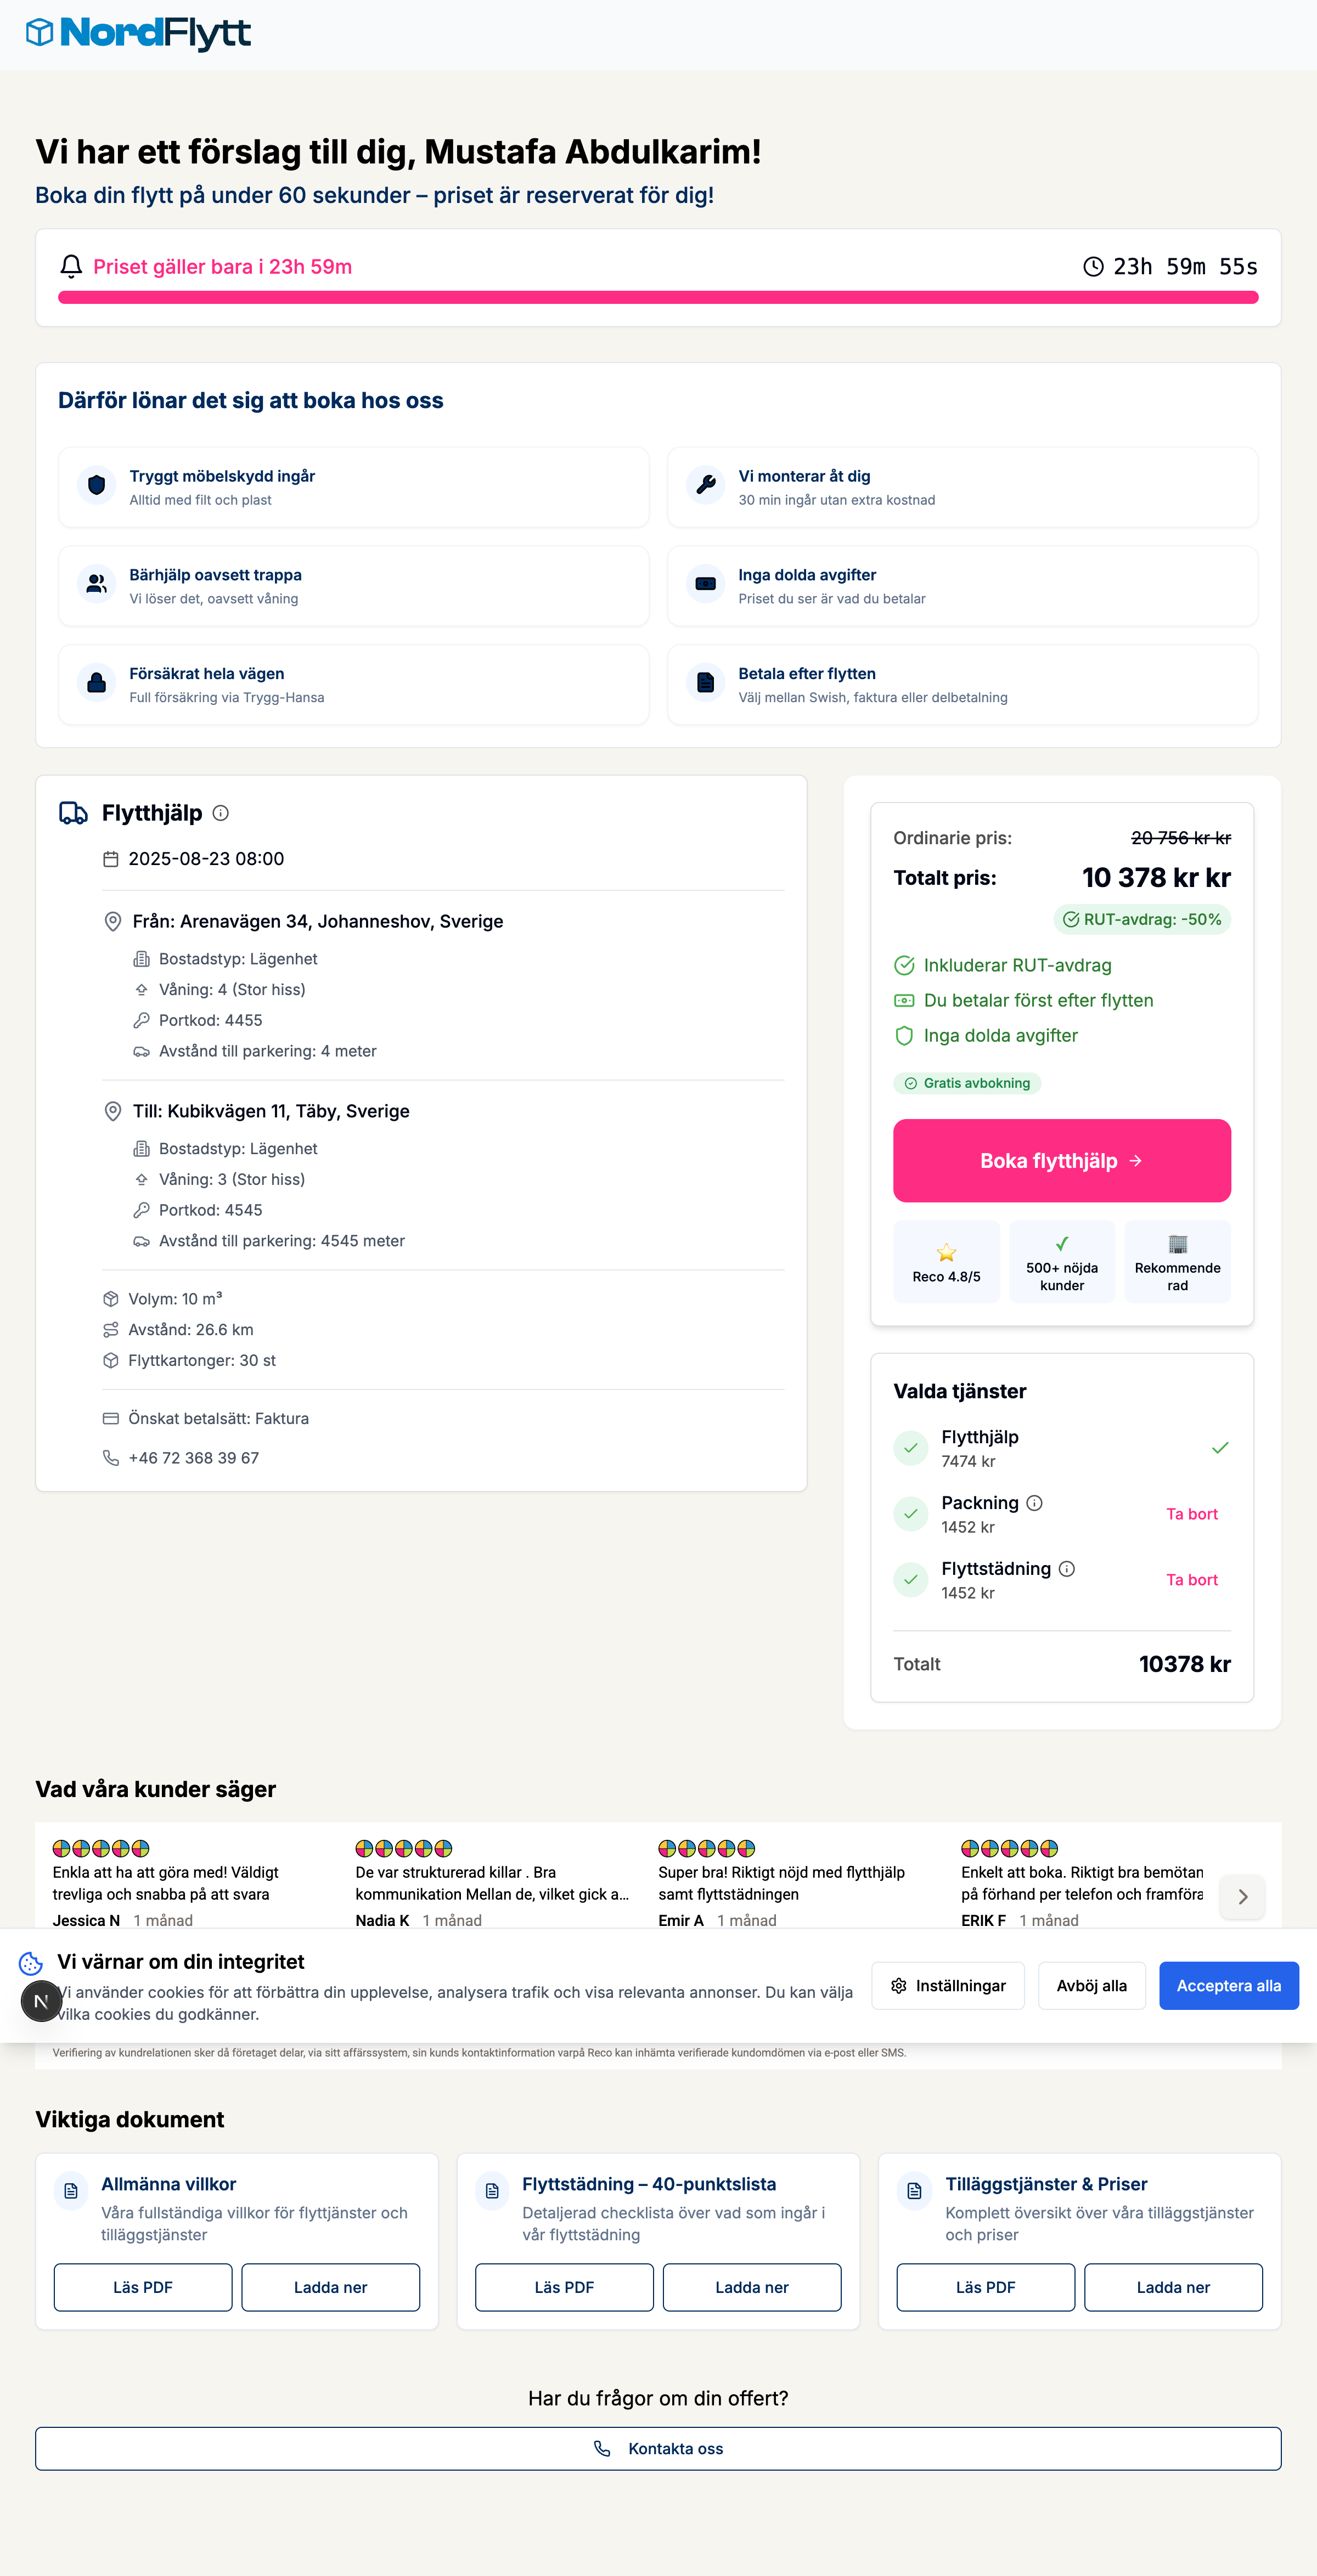 NordFlytt
Vi har ett förslag till dig, Mustafa Abdulkarim!
Boka din flytt på under 60 sekunder – priset är reserverat för dig!
Priset gäller bara i 23h 59m
23h 59m 55s
Därför lönar det sig att boka hos oss
Tryggt möbelskydd ingår
Alltid med filt och plast
Vi monterar åt dig
30 min ingår utan extra kostnad
Bärhjälp oavsett trappa
Vi löser det, oavsett våning
Inga dolda avgifter
Priset du ser är vad du betalar
Försäkrat hela vägen
Full försäkring via Trygg-Hansa
Betala efter flytten
Välj mellan Swish, faktura eller delbetalning
Flytthjälp
2025-08-23 08:00
Från: Arenavägen 34, Johanneshov, Sverige
Bostadstyp: Lägenhet
Våning: 4 (Stor hiss)
Portkod: 4455
Avstånd till parkering: 4 meter
Till: Kubikvägen 11, Täby, Sverige
Bostadstyp: Lägenhet
Våning: 3 (Stor hiss)
Portkod: 4545
Avstånd till parkering: 4545 meter
Volym: 10 m³
Avstånd: 26.6 km
Flyttkartonger: 30 st
Önskat betalsätt: Faktura
+46 72 368 39 67
Ordinarie pris:
20 756 kr kr
Totalt pris:
10 378 kr kr
RUT-avdrag: -50%
Inkluderar RUT-avdrag
Du betalar först efter flytten
Inga dolda avgifter
Gratis avbokning
Boka flytthjälp
Reco 4.8/5
500+ nöjda
kunder
Rekommende
rad
Valda tjänster
Flytthjälp
7474 kr
Packning
1452 kr
Ta bort
Flyttstädning
1452 kr
Ta bort
Totalt
10378 kr
Vad våra kunder säger
Enkla att ha att göra med! Väldigt
trevliga och snabba på att svara
Jessica N 1 månad
De var strukturerad killar . Bra
kommunikation Mellan de, vilket gick a...
Nadia K 1 månad
Super bra! Riktigt nöjd med flytthjälp
samt flyttstädningen
Emir A 1 månad
Enkelt att boka. Riktigt bra bemötan
på förhand per telefon och framföra
ERIK F 1 månad
Vi värnar om din integritet
Vi använder cookies för att förbättra din upplevelse, analysera trafik och visa relevanta annonser. Du kan välja
vilka cookies du godkänner.
N
Inställningar
Avböj alla
Acceptera alla
Verifiering av kundrelationen sker då företaget delar, via sitt affärssystem, sin kunds kontaktinformation varpå Reco kan inhämta verifierade kundomdömen via e-post eller SMS.
Viktiga dokument
Allmänna villkor
Våra fullständiga villkor för flyttjänster och
tilläggstjänster
Läs PDF
Ladda ner
Flyttstädning – 40-punktslista
Detaljerad checklista över vad som ingår i
vår flyttstädning
Läs PDF
Ladda ner
Tilläggstjänster & Priser
Komplett översikt över våra tilläggstjänster
och priser
Läs PDF
Ladda ner
Har du frågor om din offert?
Kontakta oss